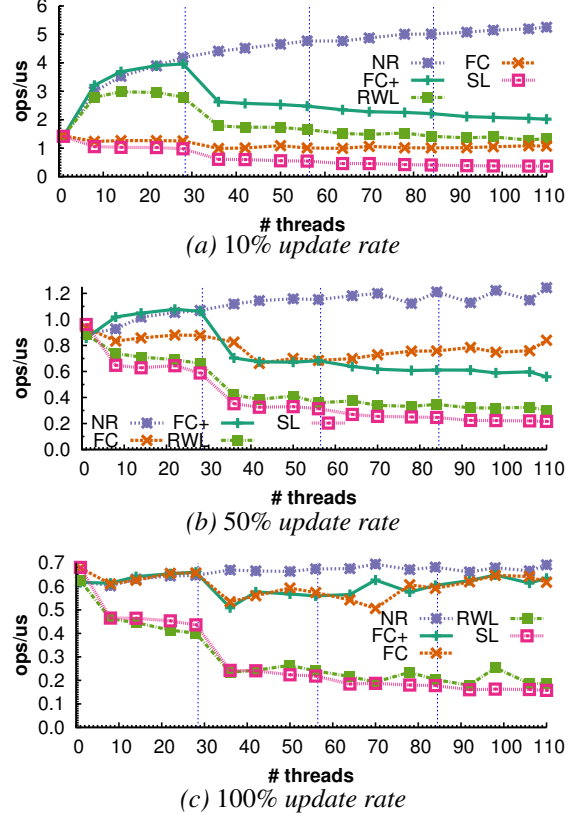 6
5
4
3
2
1
0
ops/us
NR FC
FC+ SL
RWL
0 10 20 30 40 50 60 70 80 90 100 110
# threads
(a) 10% update rate
1.2
1.0
0.8
0.6
0.4
0.2
0.0
ops/us
NR FC+ SL
FC RWL
0 10 20 30 40 50 60 70 80 90 100 110
# threads
(b) 50% update rate
0.7
0.6
0.5
0.4
0.3
0.2
0.1
0.0
ops/us
NR RWL
FC+ SL
FC
0 10 20 30 40 50 60 70 80 90 100 110
# threads
(c) 100% update rate